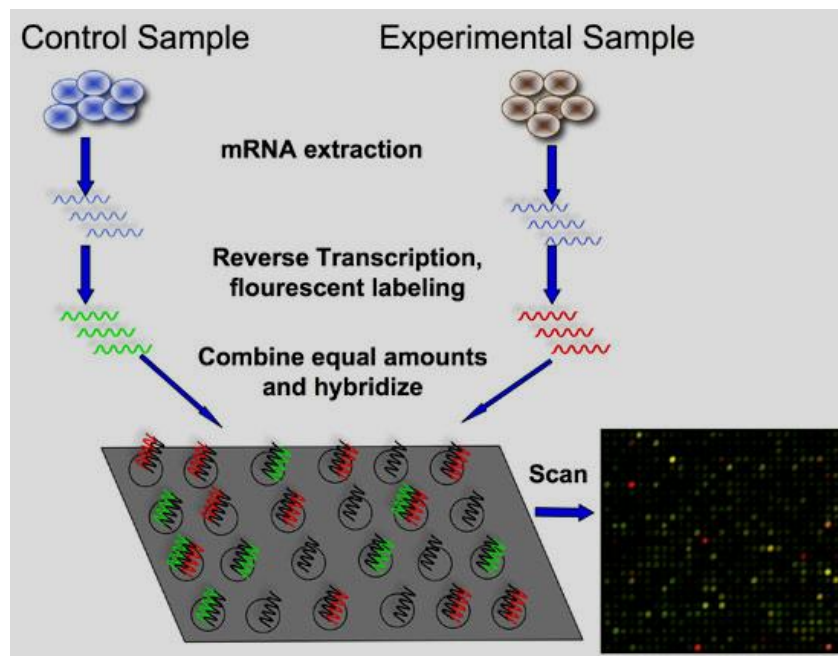 Control Sample
Experimental Sample
mRNA extraction
Reverse Transcription,
flourescent labeling
Combine equal amounts
and hybridize
Scan